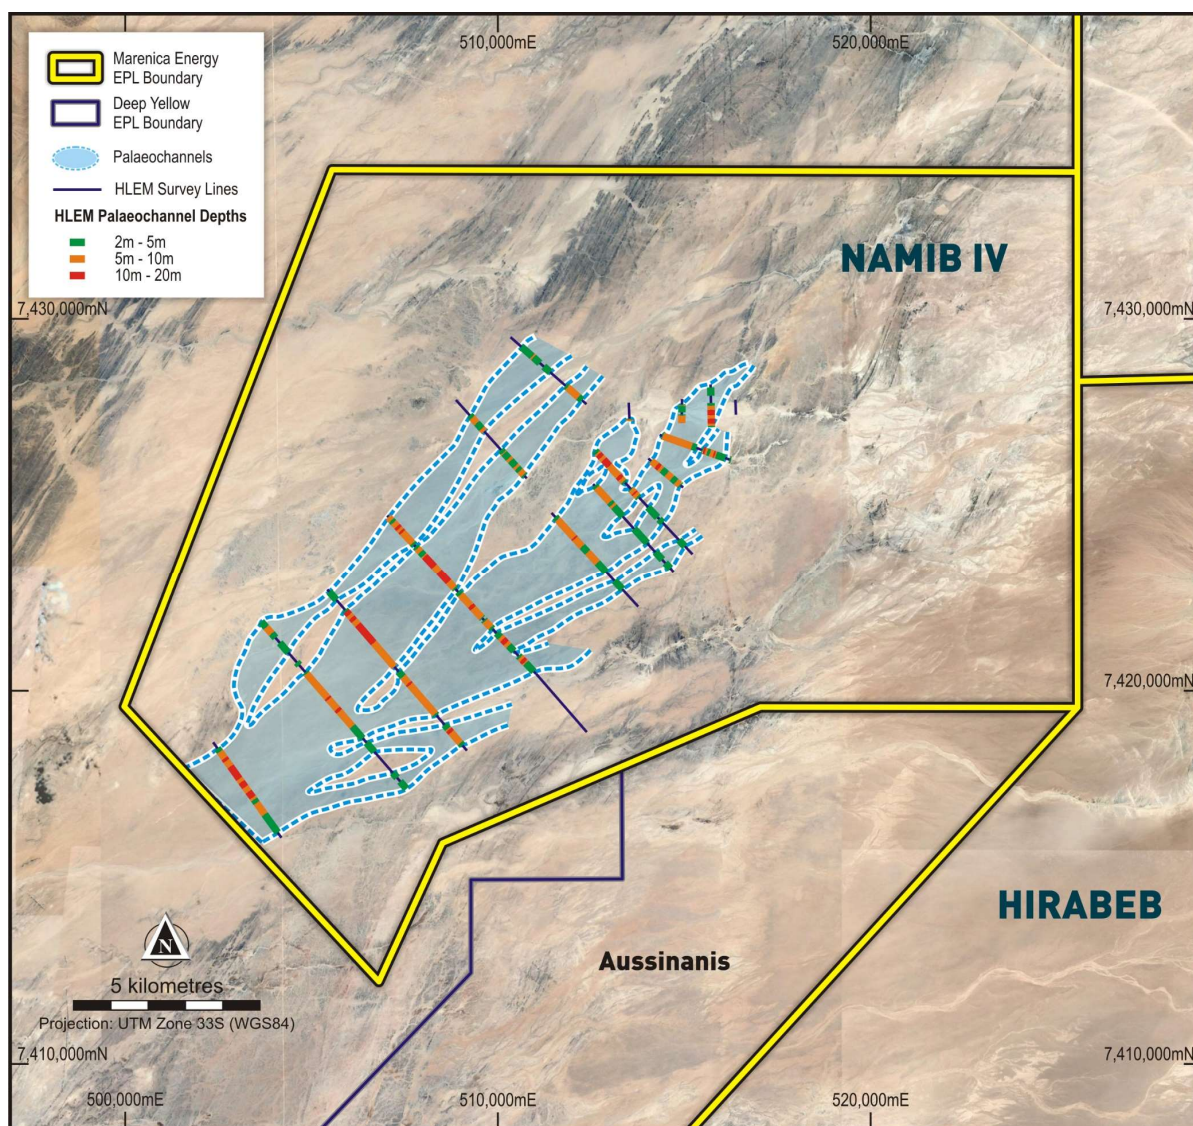 510,000mE
520,000mE
Marenica Energy
EPL Boundary
Deep Yellow
EPL Boundary
Palaeochannels
HLEM Survey Lines
HLEM Palaeochannel Depths
2m - 5m
5m - 10m
10m - 20m
NAMIB IV
7,430,000mN
7,430,000mN
7,420,000mN
HIRABEB
Aussinanis
N
5 kilometres
Projection: UTM Zone 33S (WGS84)
7,410,000mN
7,410,000mN
500,000mE
510,000mE
520,000mE